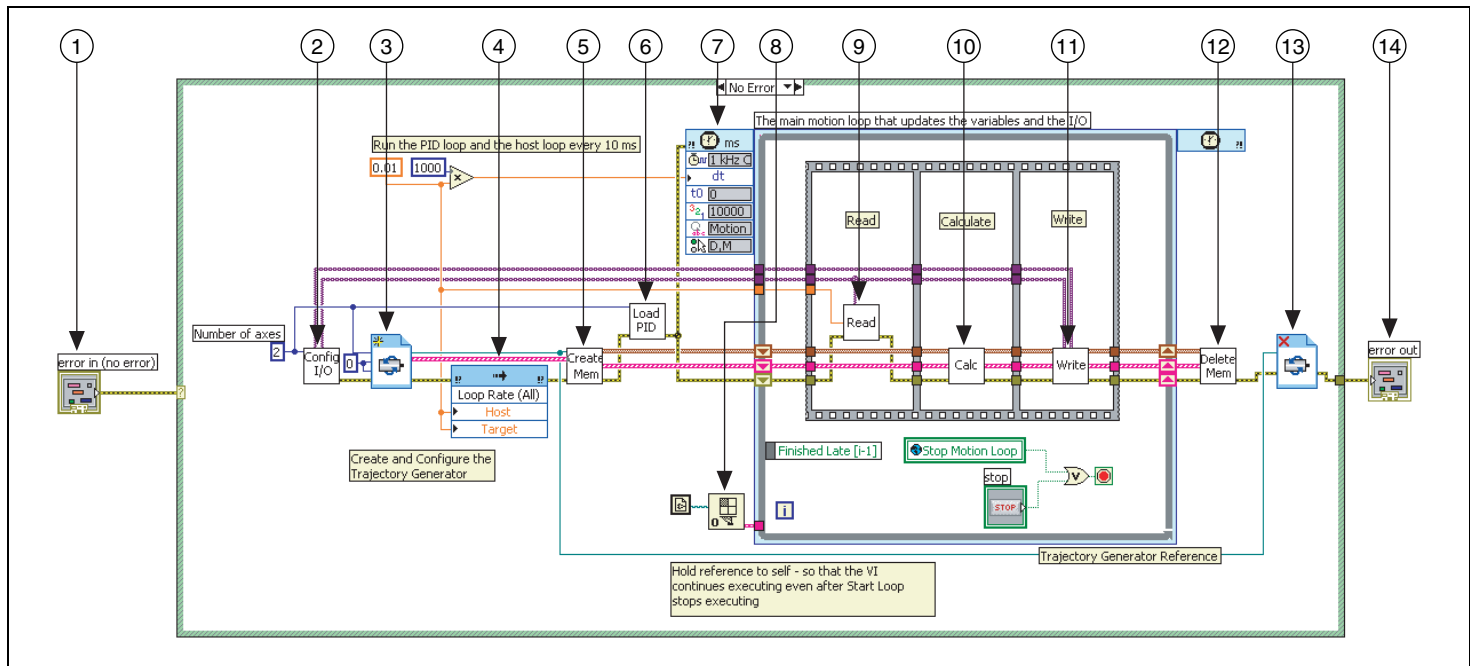 1
2
3
4
5
6
7
8
9
10
11
12
13
14
No Error
The main motion loop that updates the variables and the I/O
Run the PID loop and the host loop every 10 ms
0.01
1000
x
ms
1 kHz C
dt
t0
0
10000
Motion
D,M
Read
Calculate
Write
Number of axes
2
error in (no error)
Config
I/O
0
Load
PID
Create
Mem
Read
Calc
Write
Delete
Mem
error out
Loop Rate (All)
Host
Target
Create and Configure the
Trajectory Generator
Finished Late [i-1]
Stop Motion Loop
stop
STOP
V
0
i
Trajectory Generator Reference
Hold reference to self - so that the VI
continues executing even after Start Loop
stops executing